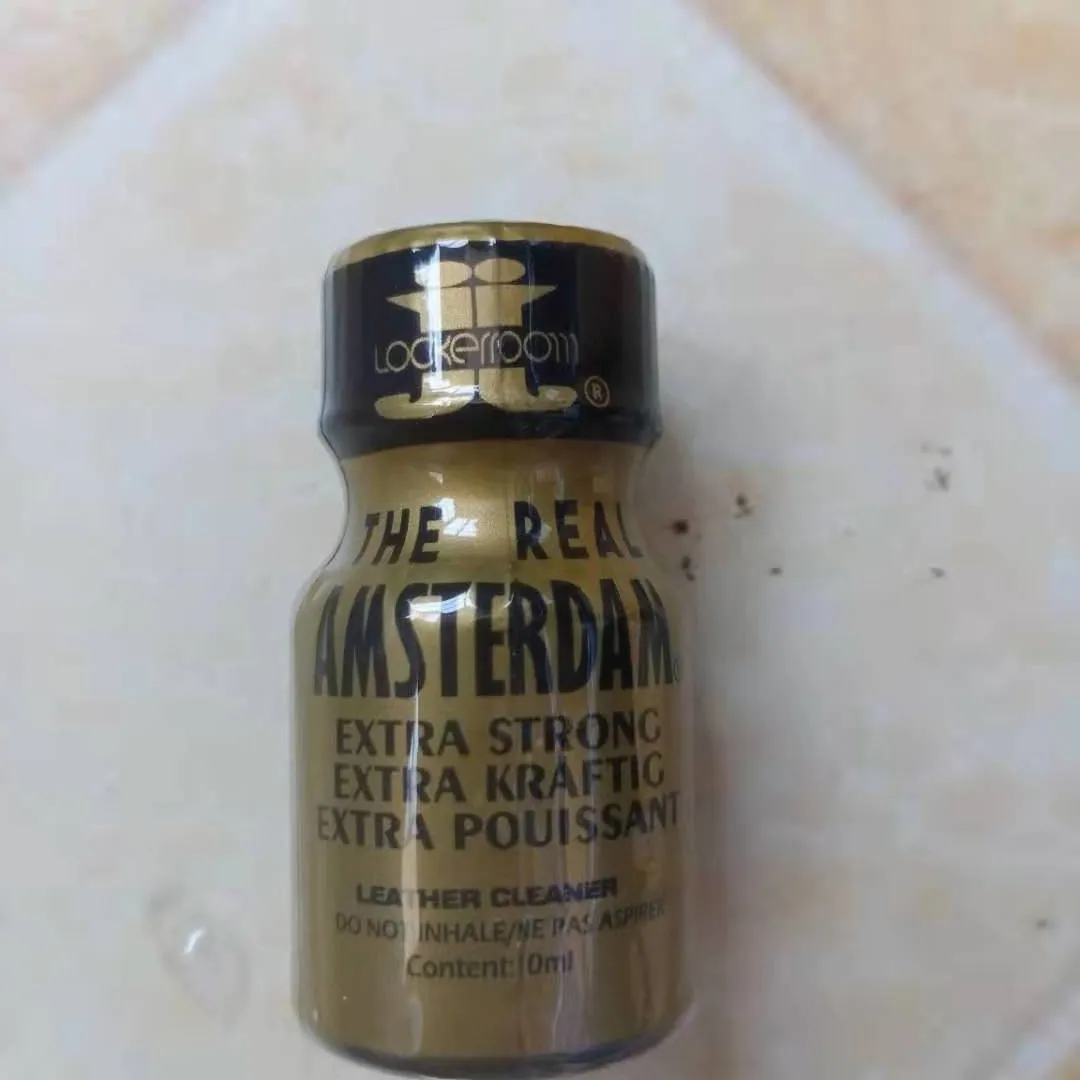 LOCKerroom
®
THE REAL
AMSTERDAM
EXTRA STRONG
EXTRA KRAFTIG
EXTRA POUISSANT
LEATHER CLEANER
DO NOT INHALE/NE PAS ASPIRER
Content: 10ml